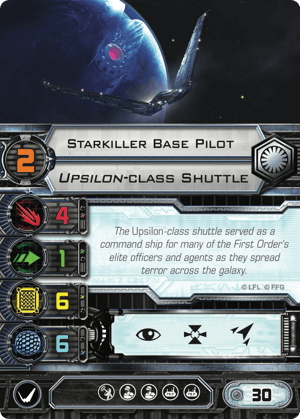 STARKILLER BASE PILOT
2
UPSILON-CLASS SHUTTLE
4
The Upsilon-class shuttle served as a
command ship for many of the First Order's
elite officers and agents as they spread
terror across the galaxy.
1
© LFL © FFG
6
6
30